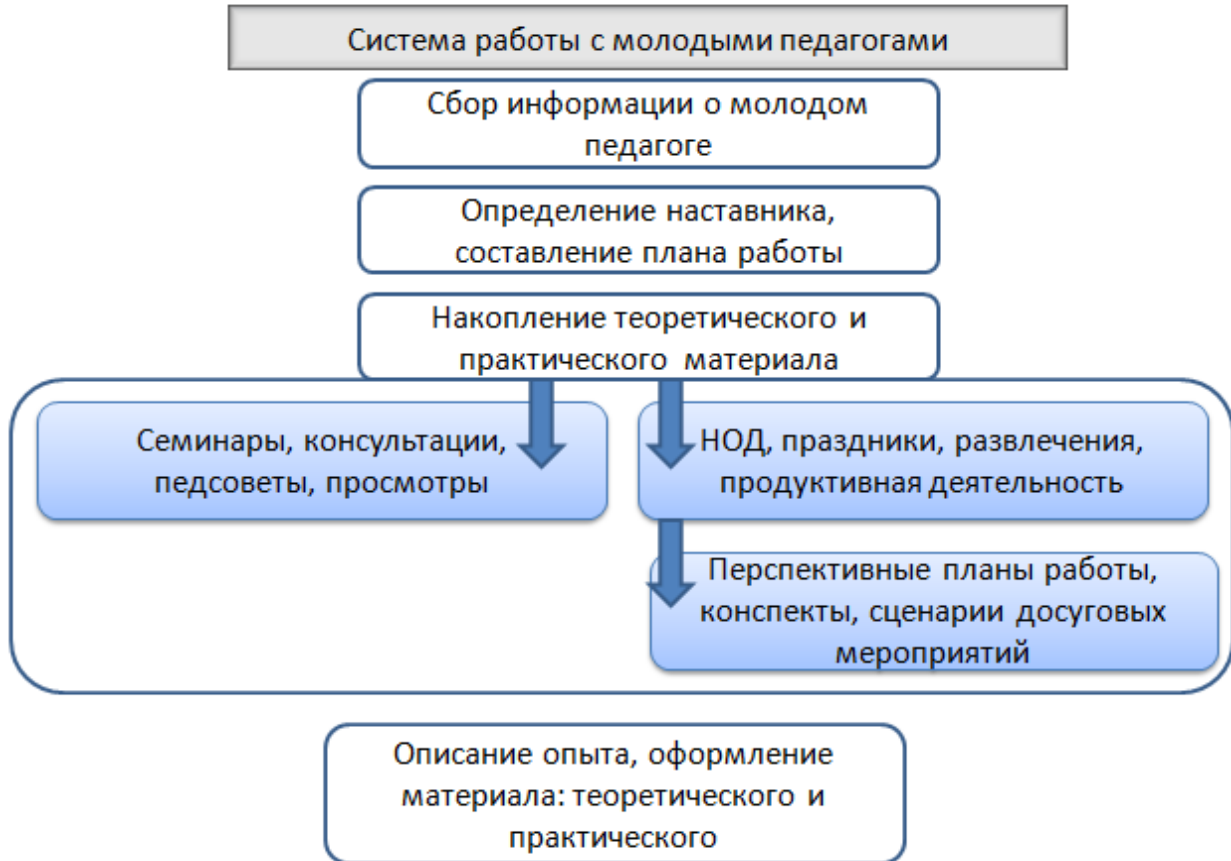 Система работы с молодыми педагогами
Сбор информации о молодом
педагоге
Определение наставника,
составление плана работы
Накопление теоретического и
практического материала
Семинары, консультации,
педсоветы, просмотры
НОД, праздники, развлечения,
продуктивная деятельность
Перспективные планы работы,
конспекты, сценарии досуговых
мероприятий
Описание опыта, оформление
материала: теоретического и
практического